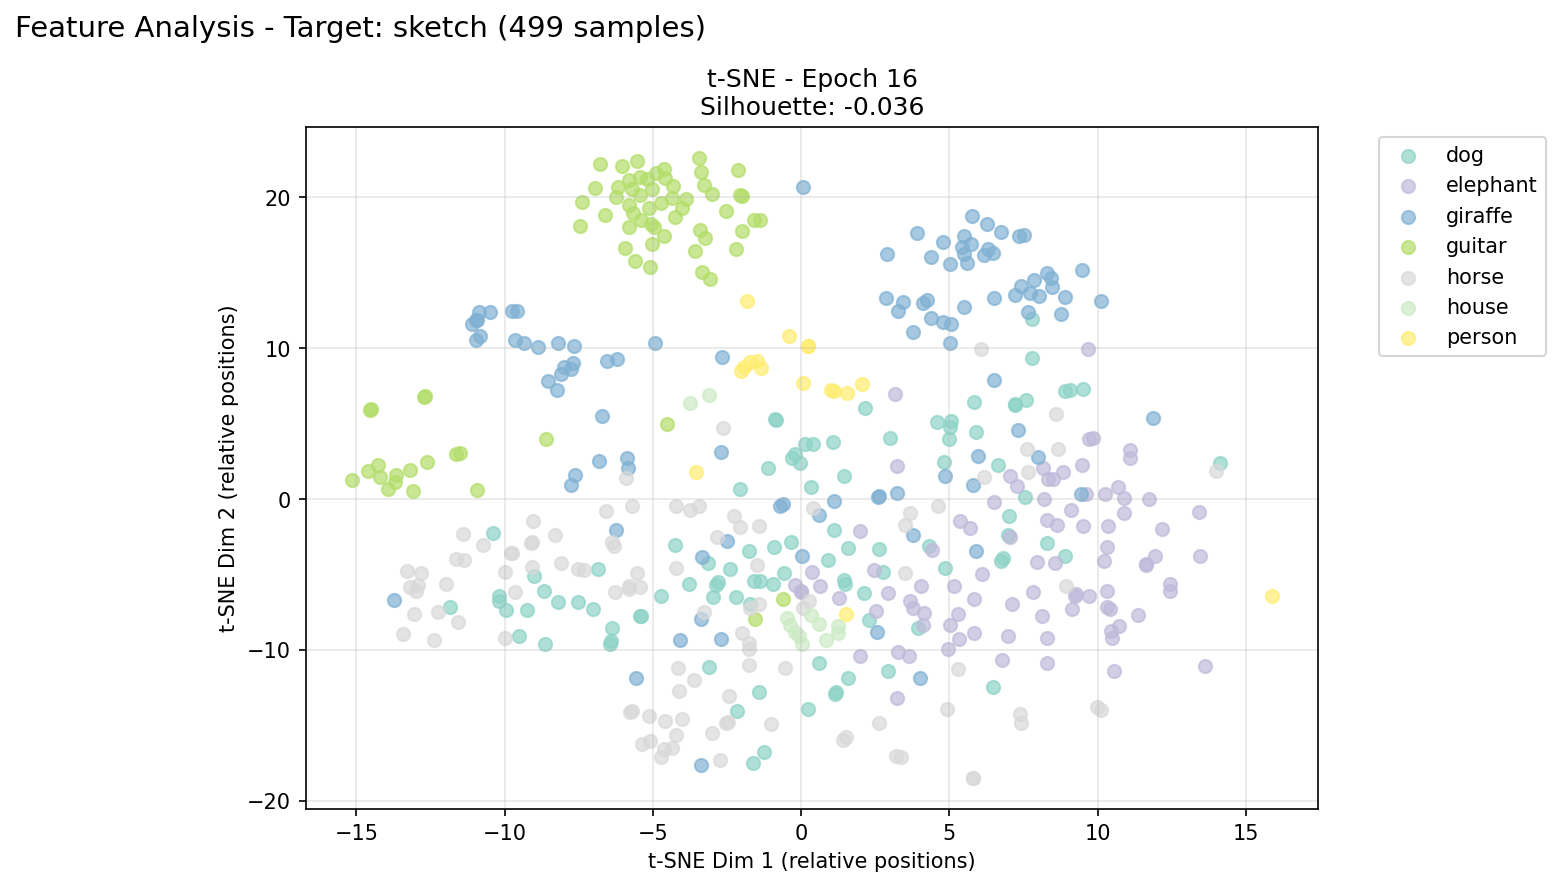 Feature Analysis - Target: sketch (499 samples)
t-SNE - Epoch 16
Silhouette: -0.036
dog
elephant
giraffe
guitar
horse
house
person
t-SNE Dim 2 (relative positions)
20
10
0
−10
−20
−15
−10
−5
0
5
10
15
t-SNE Dim 1 (relative positions)